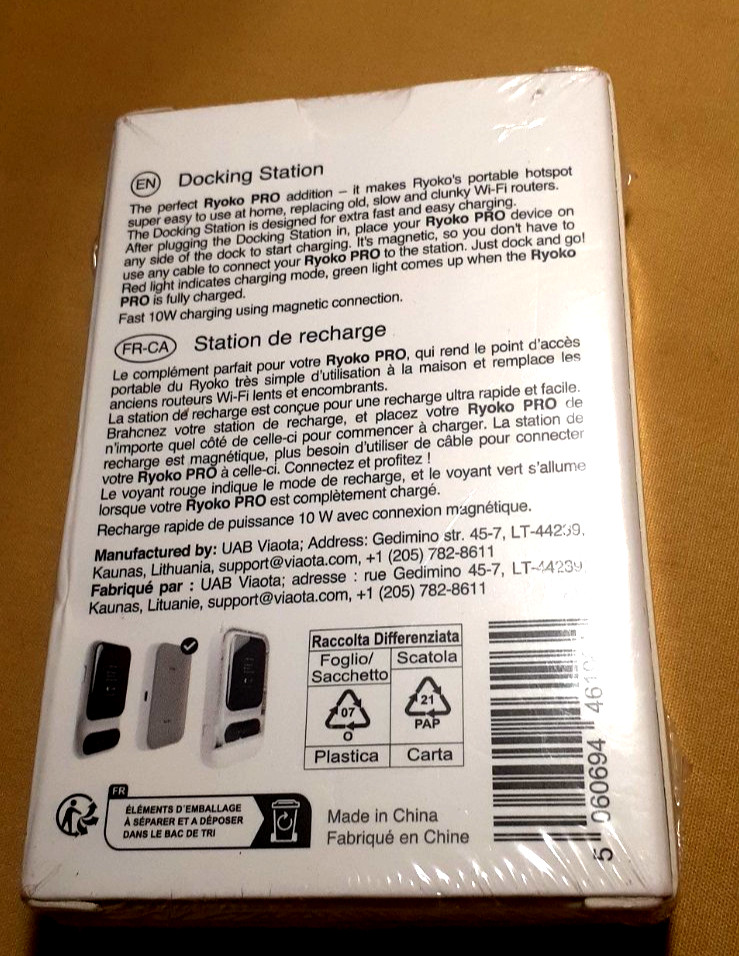 EN Docking Station
The perfect Ryoko PRO addition – it makes Ryoko's portable hotspot
super easy to use at home, replacing old, slow and clunky Wi-Fi routers.
The Docking Station is designed for extra fast and easy charging.
After plugging the Docking Station in, place your Ryoko PRO device on
any side of the dock to start charging. It's magnetic, so you don't have to
use any cable to connect your Ryoko PRO to the station. Just dock and go!
Red light indicates charging mode, green light comes up when the Ryoko
PRO is fully charged.
Fast 10W charging using magnetic connection.
FR-CA Station de recharge
Le complément parfait pour votre Ryoko PRO, qui rend le point d'accès
portable du Ryoko très simple d'utilisation à la maison et remplace les
anciens routeurs Wi-Fi lents et encombrants.
La station de recharge est conçue pour une recharge ultra rapide et facile.
Brahcnez votre station de recharge, et placez votre Ryoko PRO de
n'importe quel côté de celle-ci pour commencer à charger. La station de
recharge est magnétique, plus besoin d'utiliser de câble pour connecter
votre Ryoko PRO à celle-ci. Connectez et profitez !
Le voyant rouge indique le mode de recharge, et le voyant vert s'allume
lorsque votre Ryoko PRO est complètement chargé.
Recharge rapide de puissance 10 W avec connexion magnétique.
Manufactured by: UAB Viaota; Address: Gedimino str. 45-7, LT-44239,
Kaunas, Lithuania, support@viaota.com, +1 (205) 782-8611
Fabriqué par : UAB Viaota; adresse : rue Gedimino 45-7, LT-44239,
Kaunas, Lituanie, support@viaota.com, +1 (205) 782-8611
Raccolta Differenziata
Foglio/ Scatola
Sacchetto
07 21
O PAP
Plastica Carta
FR
ÉLÉMENTS D'EMBALLAGE
À SÉPARER ET A DÉPOSER
DANS LE BAC DE TRI
Made in China
Fabriqué en Chine
5 060694